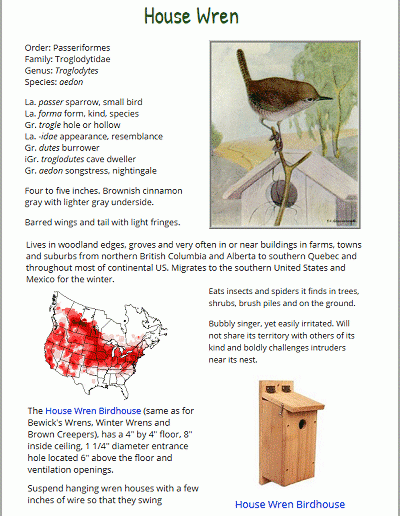 House Wren
Order: Passeriformes
Family: Troglodytidae
Genus: Troglodytes
Species: aedon
La. passer sparrow, small bird
La. forma form, kind, species
Gr. trogle hole or hollow
La. -idae appearance, resemblance
Gr. dutes burrower
iGr. troglodutes cave dweller
Gr. aedon songstress, nightingale
Four to five inches. Brownish cinnamon
gray with lighter gray underside.
Barred wings and tail with light fringes.
Lives in woodland edges, groves and very often in or near buildings in farms, towns
and suburbs from northern British Columbia and Alberta to southern Quebec and
throughout most of continental US. Migrates to the southern United States and
Mexico for the winter.
Eats insects and spiders it finds in trees,
shrubs, brush piles and on the ground.
Bubbly singer, yet easily irritated. Will
not share its territory with others of its
kind and boldly challenges intruders
near its nest.
The House Wren Birdhouse (same as for
Bewick's Wrens, Winter Wrens and
Brown Creepers), has a 4" by 4" floor, 8"
inside ceiling, 1 1/4" diameter entrance
hole located 6" above the floor and
ventilation openings.
Suspend hanging wren houses with a few
inches of wire so that they swing
House Wren Birdhouse